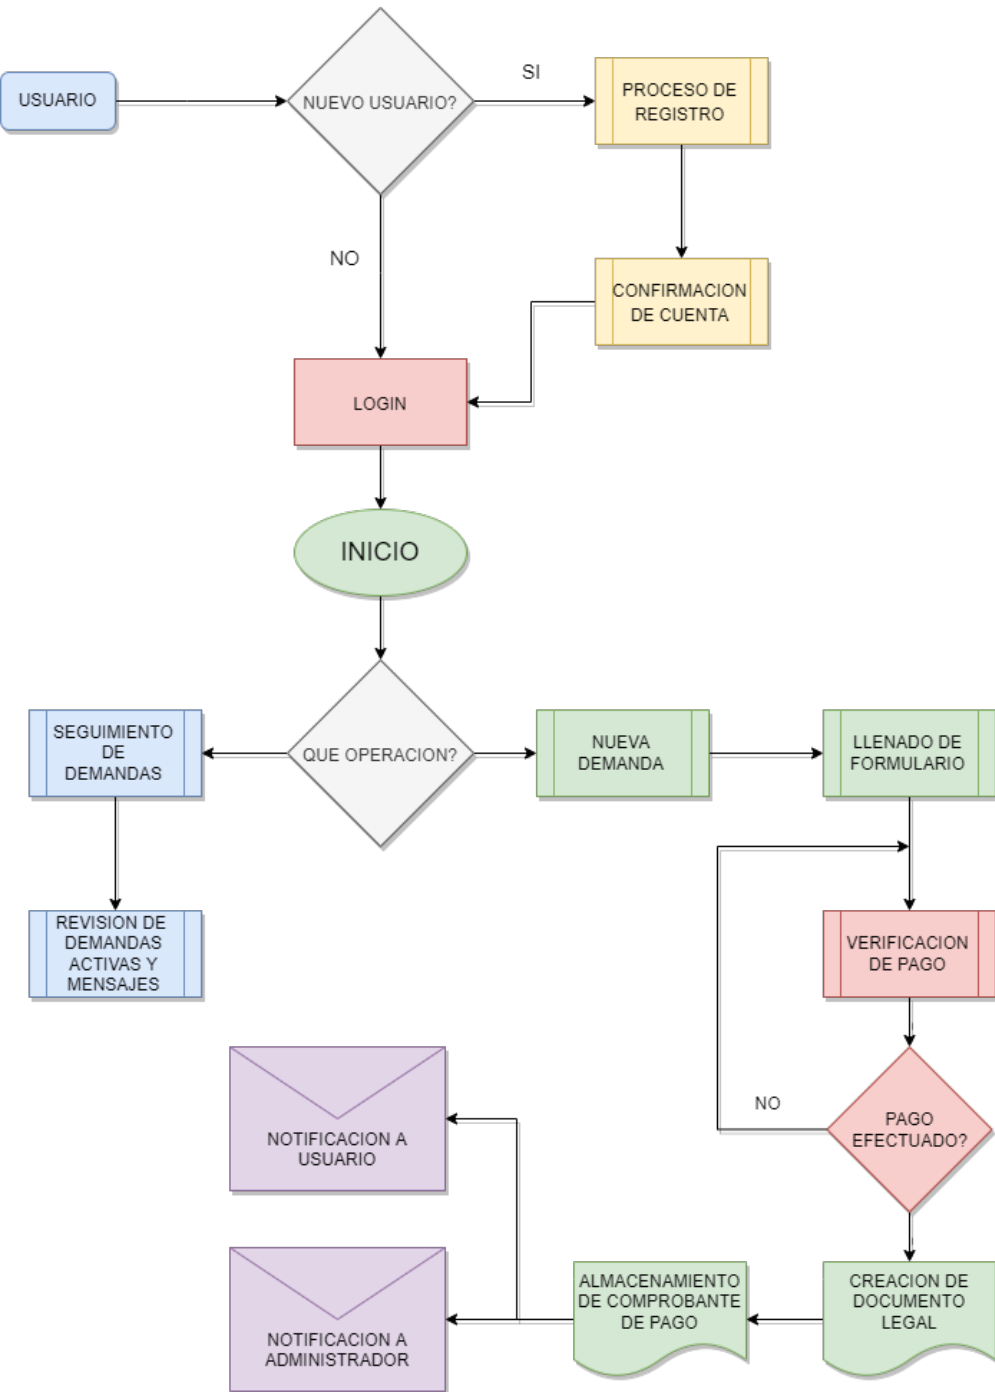 USUARIO
NUEVO USUARIO?
SI
PROCESO DE
REGISTRO
NO
CONFIRMACION
DE CUENTA
LOGIN
INICIO
QUE OPERACION?
SEGUIMIENTO
DE
DEMANDAS
NUEVA
DEMANDA
LLENADO DE
FORMULARIO
REVISION DE
DEMANDAS
ACTIVAS Y
MENSAJES
VERIFICACION
DE PAGO
NO
PAGO
EFECTUADO?
NOTIFICACION A
USUARIO
CREACION DE
DOCUMENTO
LEGAL
ALMACENAMIENTO
DE COMPROBANTE
DE PAGO
NOTIFICACION A
ADMINISTRADOR